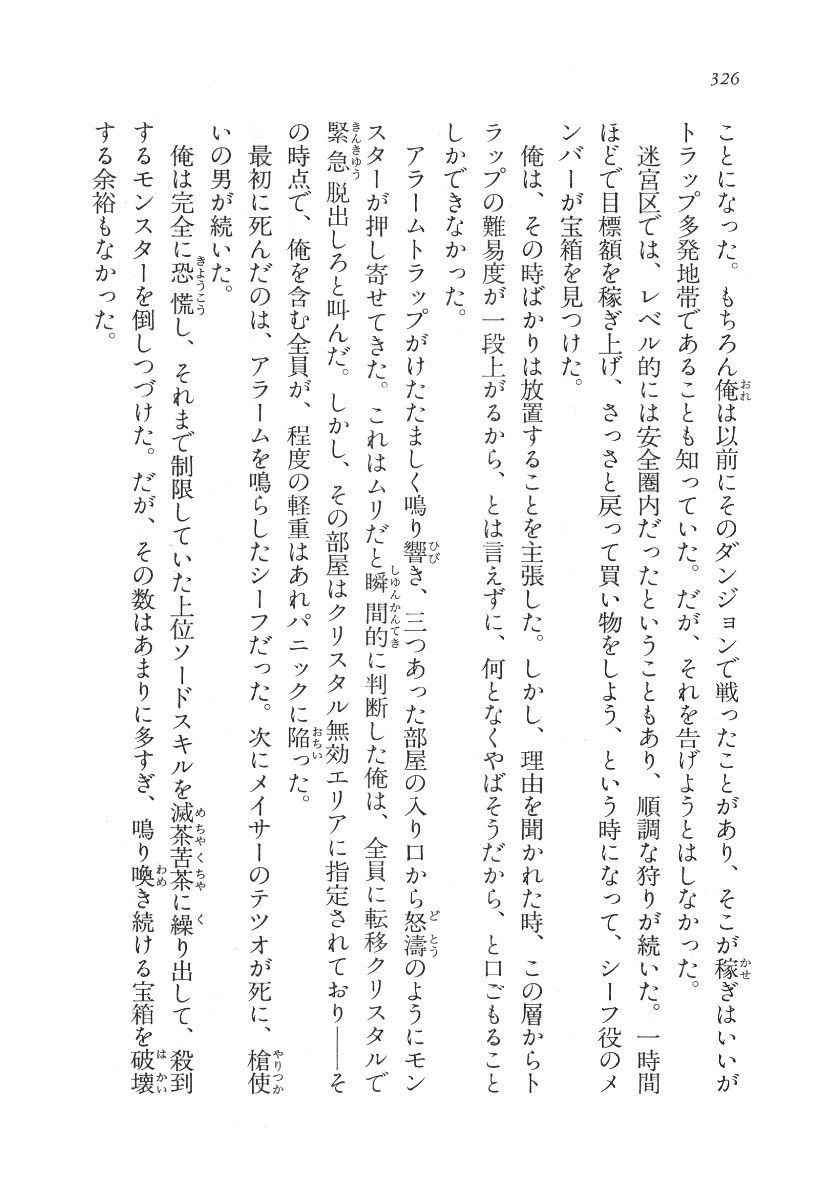 326
ことになった。もちろん俺は以前にそのダンジョンで戦ったことがあり、そこが稼ぎはいいが
トラップ多発地帯であることも知っていた。だが、それを告げようとはしなかった。
迷宮区では、レベル的には安全圏内だったということもあり、順調な狩りが続いた。一時間
ほどで目標額を稼ぎ上げ、さっさと戻って買い物をしよう、という時になって、シーフ役のメ
ンバーが宝箱を見つけた。
俺は、その時ばかりは放置することを主張した。しかし、理由を聞かれた時、この層からト
ラップの難易度が一段上がるから、とは言えずに、何となくやばそうだから、と口ごもること
しかできなかった。
アラームトラップがけたたましく鳴り響き、三つあった部屋の入り口から怒濤のようにモン
スターが押し寄せてきた。これはムリだと瞬間的に判断した俺は、全員に転移クリスタルで
緊急脱出しろと叫んだ。しかし、その部屋はクリスタル無効エリアに指定されており――そ
の時点で、俺を含む全員が、程度の軽重はあれパニックに陥った。
最初に死んだのは、アラームを鳴らしたシーフだった。次にメイサーのテツオが死に、槍使
いの男が続いた。
俺は完全に恐慌し、それまで制限していた上位ソードスキルを滅茶苦茶に繰り出して、殺到
するモンスターを倒しつづけた。だが、その数はあまりに多すぎ、鳴り喚き続ける宝箱を破壊
する余裕もなかった。